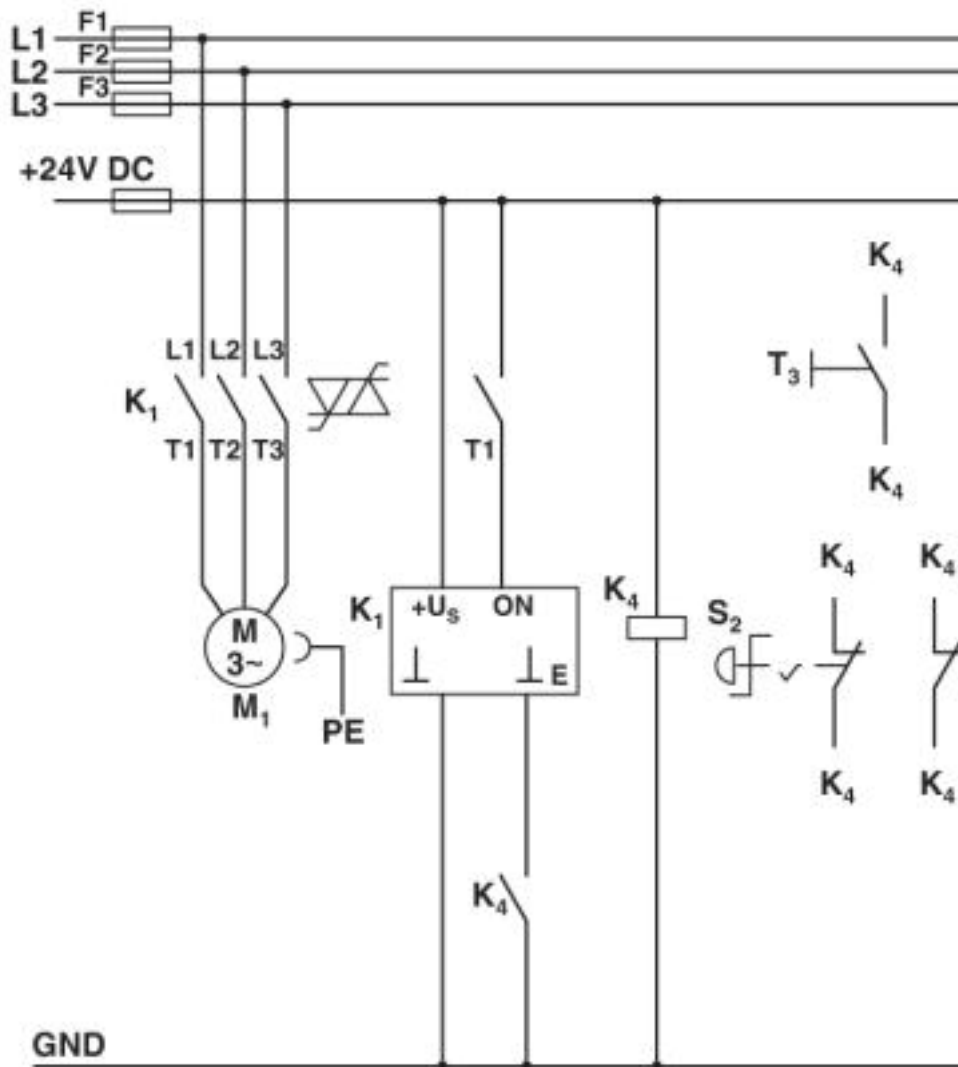 L1 F1
L2 F2
L3 F3
+24V DC
K4
L1 L2 L3
T3
K1
T1 T2 T3 T1
K4
K4 K4
K1 +US ON K4 S2
M
3~
E
M1
PE
K4 K4
K4
GND